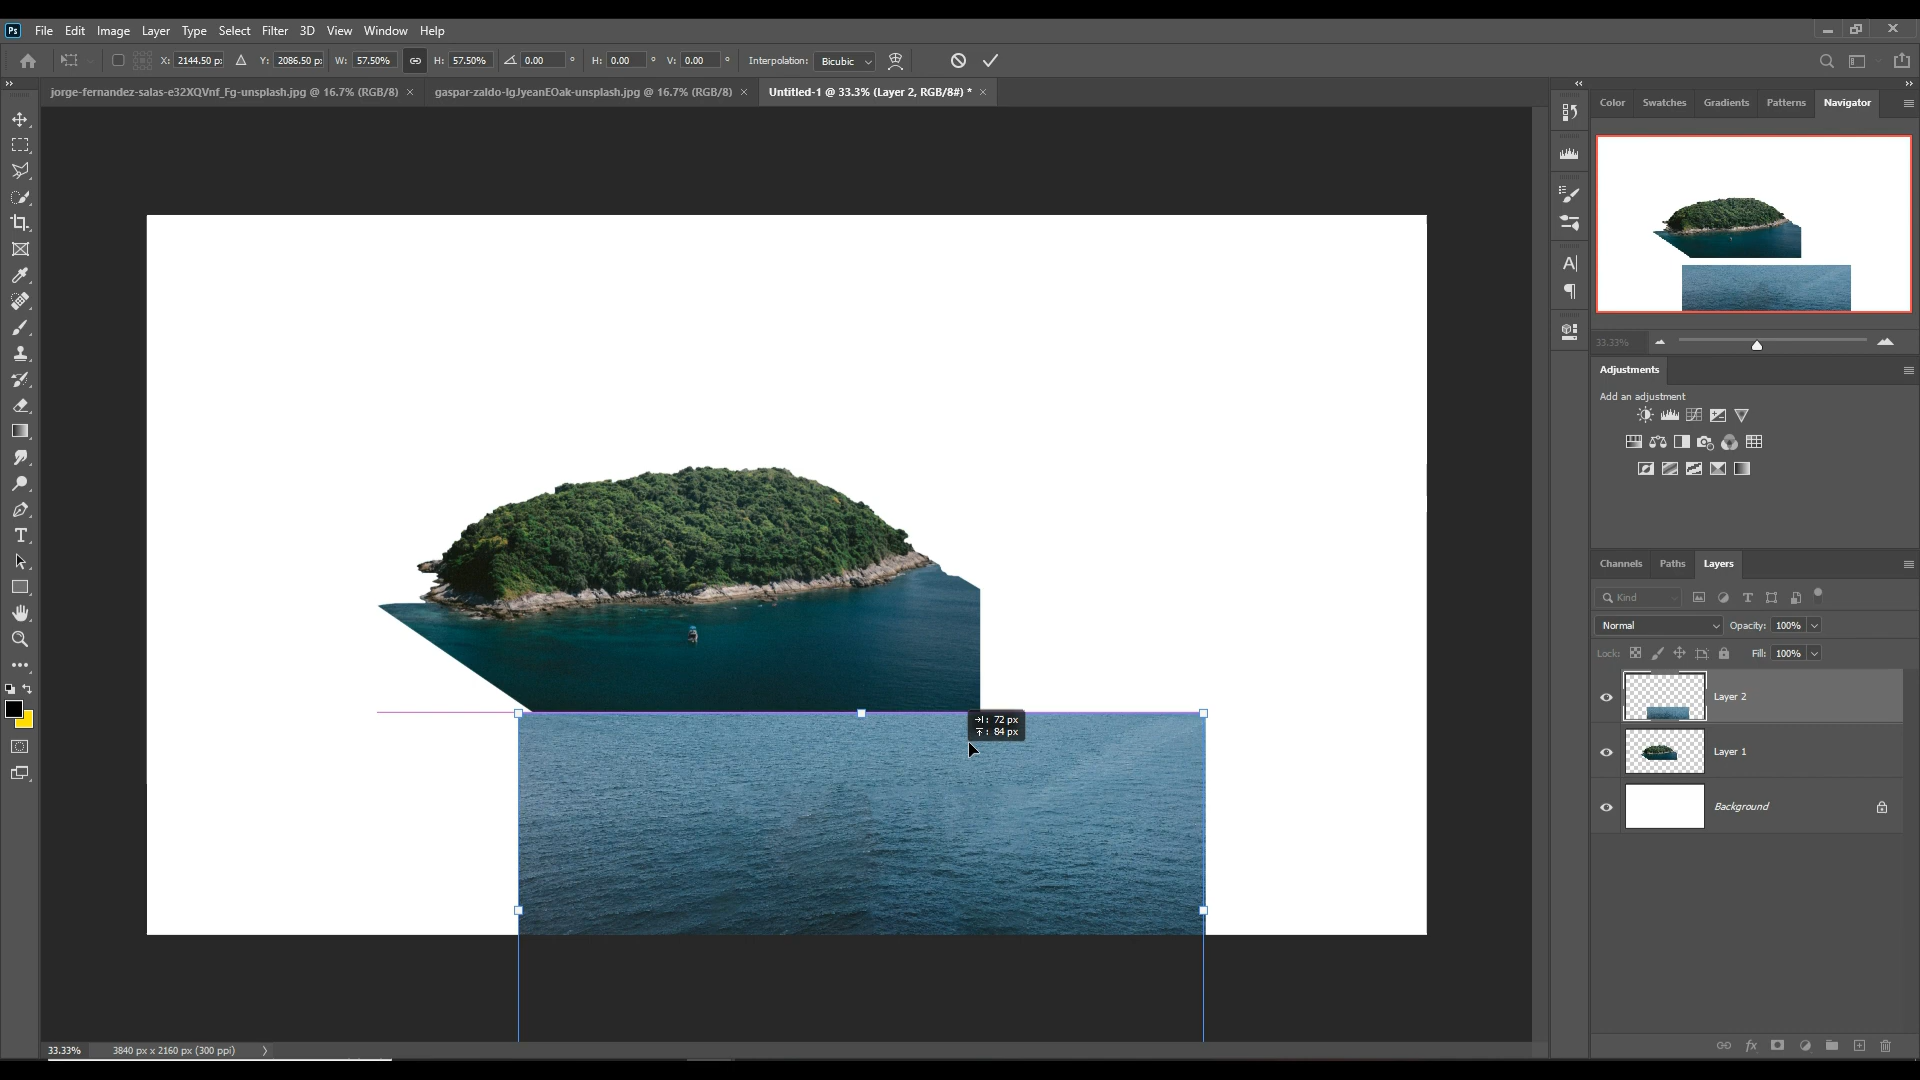 Ps File Edit Image Layer Type Select Filter 3D View Window Help
X: 2144.50 p Y: 2086.50 p W: 57.50% H: 57.50% 0.00 ° H: 0.00 ° V: 0.00 ° Interpolation: Bicubic
jorge-fernandez-salas-e32XQVnf_Fg-unsplash.jpg @ 16.7% (RGB/8) × gaspar-zaldo-IgJyeanEOak-unsplash.jpg @ 16.7% (RGB/8) × Untitled-1 @ 33.3% (Layer 2, RGB/8#) * ×
Color Swatches Gradients Patterns Navigator
33.33%
Adjustments
Add an adjustment
Channels Paths Layers
Kind
Normal Opacity: 100%
Lock: Fill: 100%
Layer 2
Layer 1
Background
: 72 px
: 84 px
33.33% 3840 px x 2160 px (300 ppi)